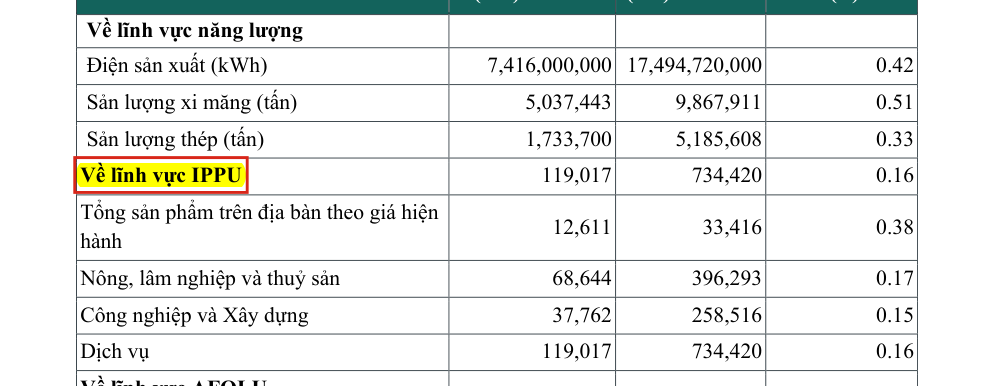 Về lĩnh vực năng lượng
Điện sản xuất (kWh) 7,416,000,000 17,494,720,000 0.42
Sản lượng xi măng (tấn) 5,037,443 9,867,911 0.51
Sản lượng thép (tấn) 1,733,700 5,185,608 0.33
Về lĩnh vực IPPU 119,017 734,420 0.16
Tổng sản phẩm trên địa bàn theo giá hiện
hành 12,611 33,416 0.38
Nông, lâm nghiệp và thuỷ sản 68,644 396,293 0.17
Công nghiệp và Xây dựng 37,762 258,516 0.15
Dịch vụ 119,017 734,420 0.16